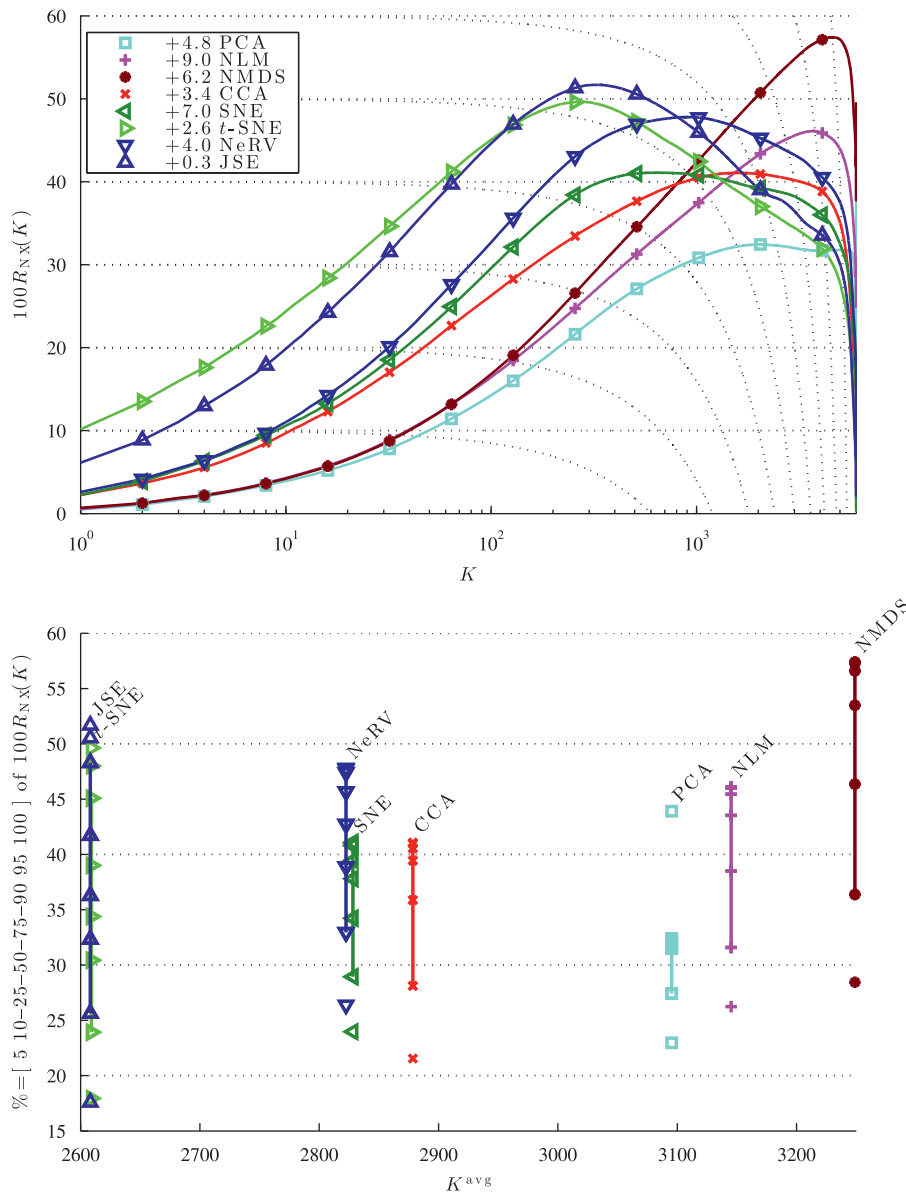 60
50
40
30
20
10
0
100R_NX(K)
+4.8 PCA
+9.0 NLM
+6.2 NMDS
+3.4 CCA
+7.0 SNE
+2.6 t-SNE
+4.0 NeRV
+0.3 JSE
10^0
10^1
10^2
10^3
K
60
55
50
45
40
35
30
25
20
15
%=[ 5 10−25−50−75−90 95 100 ] of 100R_NX(K)
JSE
t-SNE
NeRV
SNE
CCA
PCA
NLM
NMDS
2600
2700
2800
2900
3000
3100
3200
K^avg